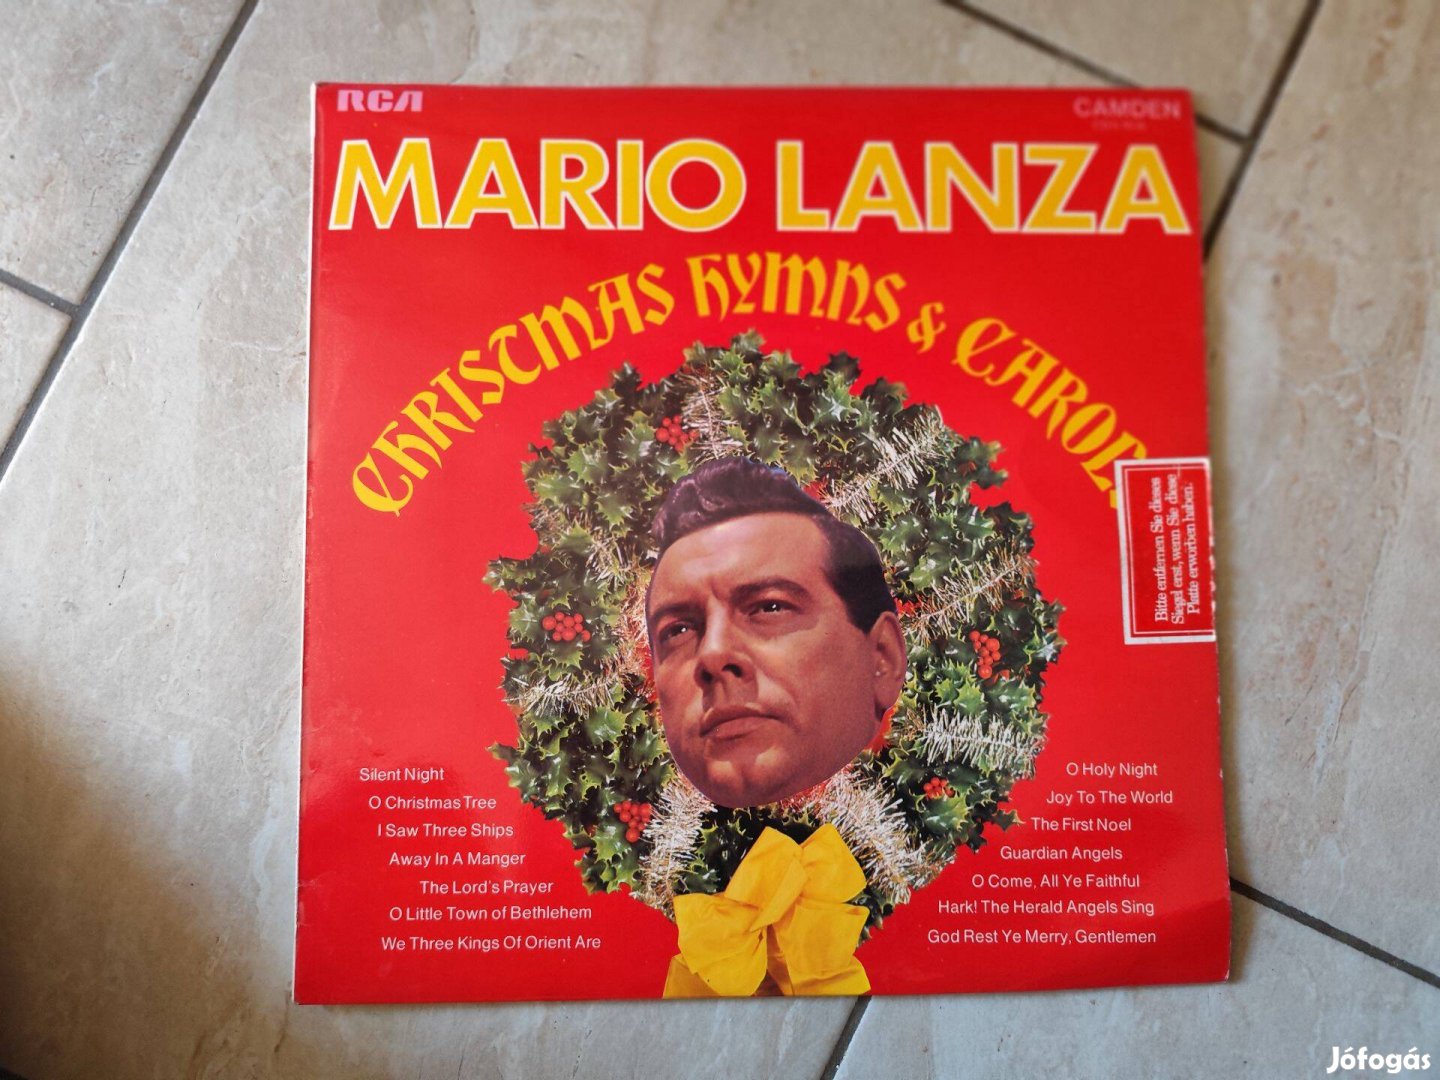 RCA
CAMDEN
MARIO LANZA
CHRISTMAS HYMNS & CAROLS
Bitte entfernen Sie dieses
Siegel erst, wenn Sie diese
Platte erworben haben.
Silent Night
O Christmas Tree
I Saw Three Ships
Away In A Manger
The Lord's Prayer
O Little Town of Bethlehem
We Three Kings Of Orient Are
O Holy Night
Joy To The World
The First Noel
Guardian Angels
O Come, All Ye Faithful
Hark! The Herald Angels Sing
God Rest Ye Merry, Gentlemen
Jófogás